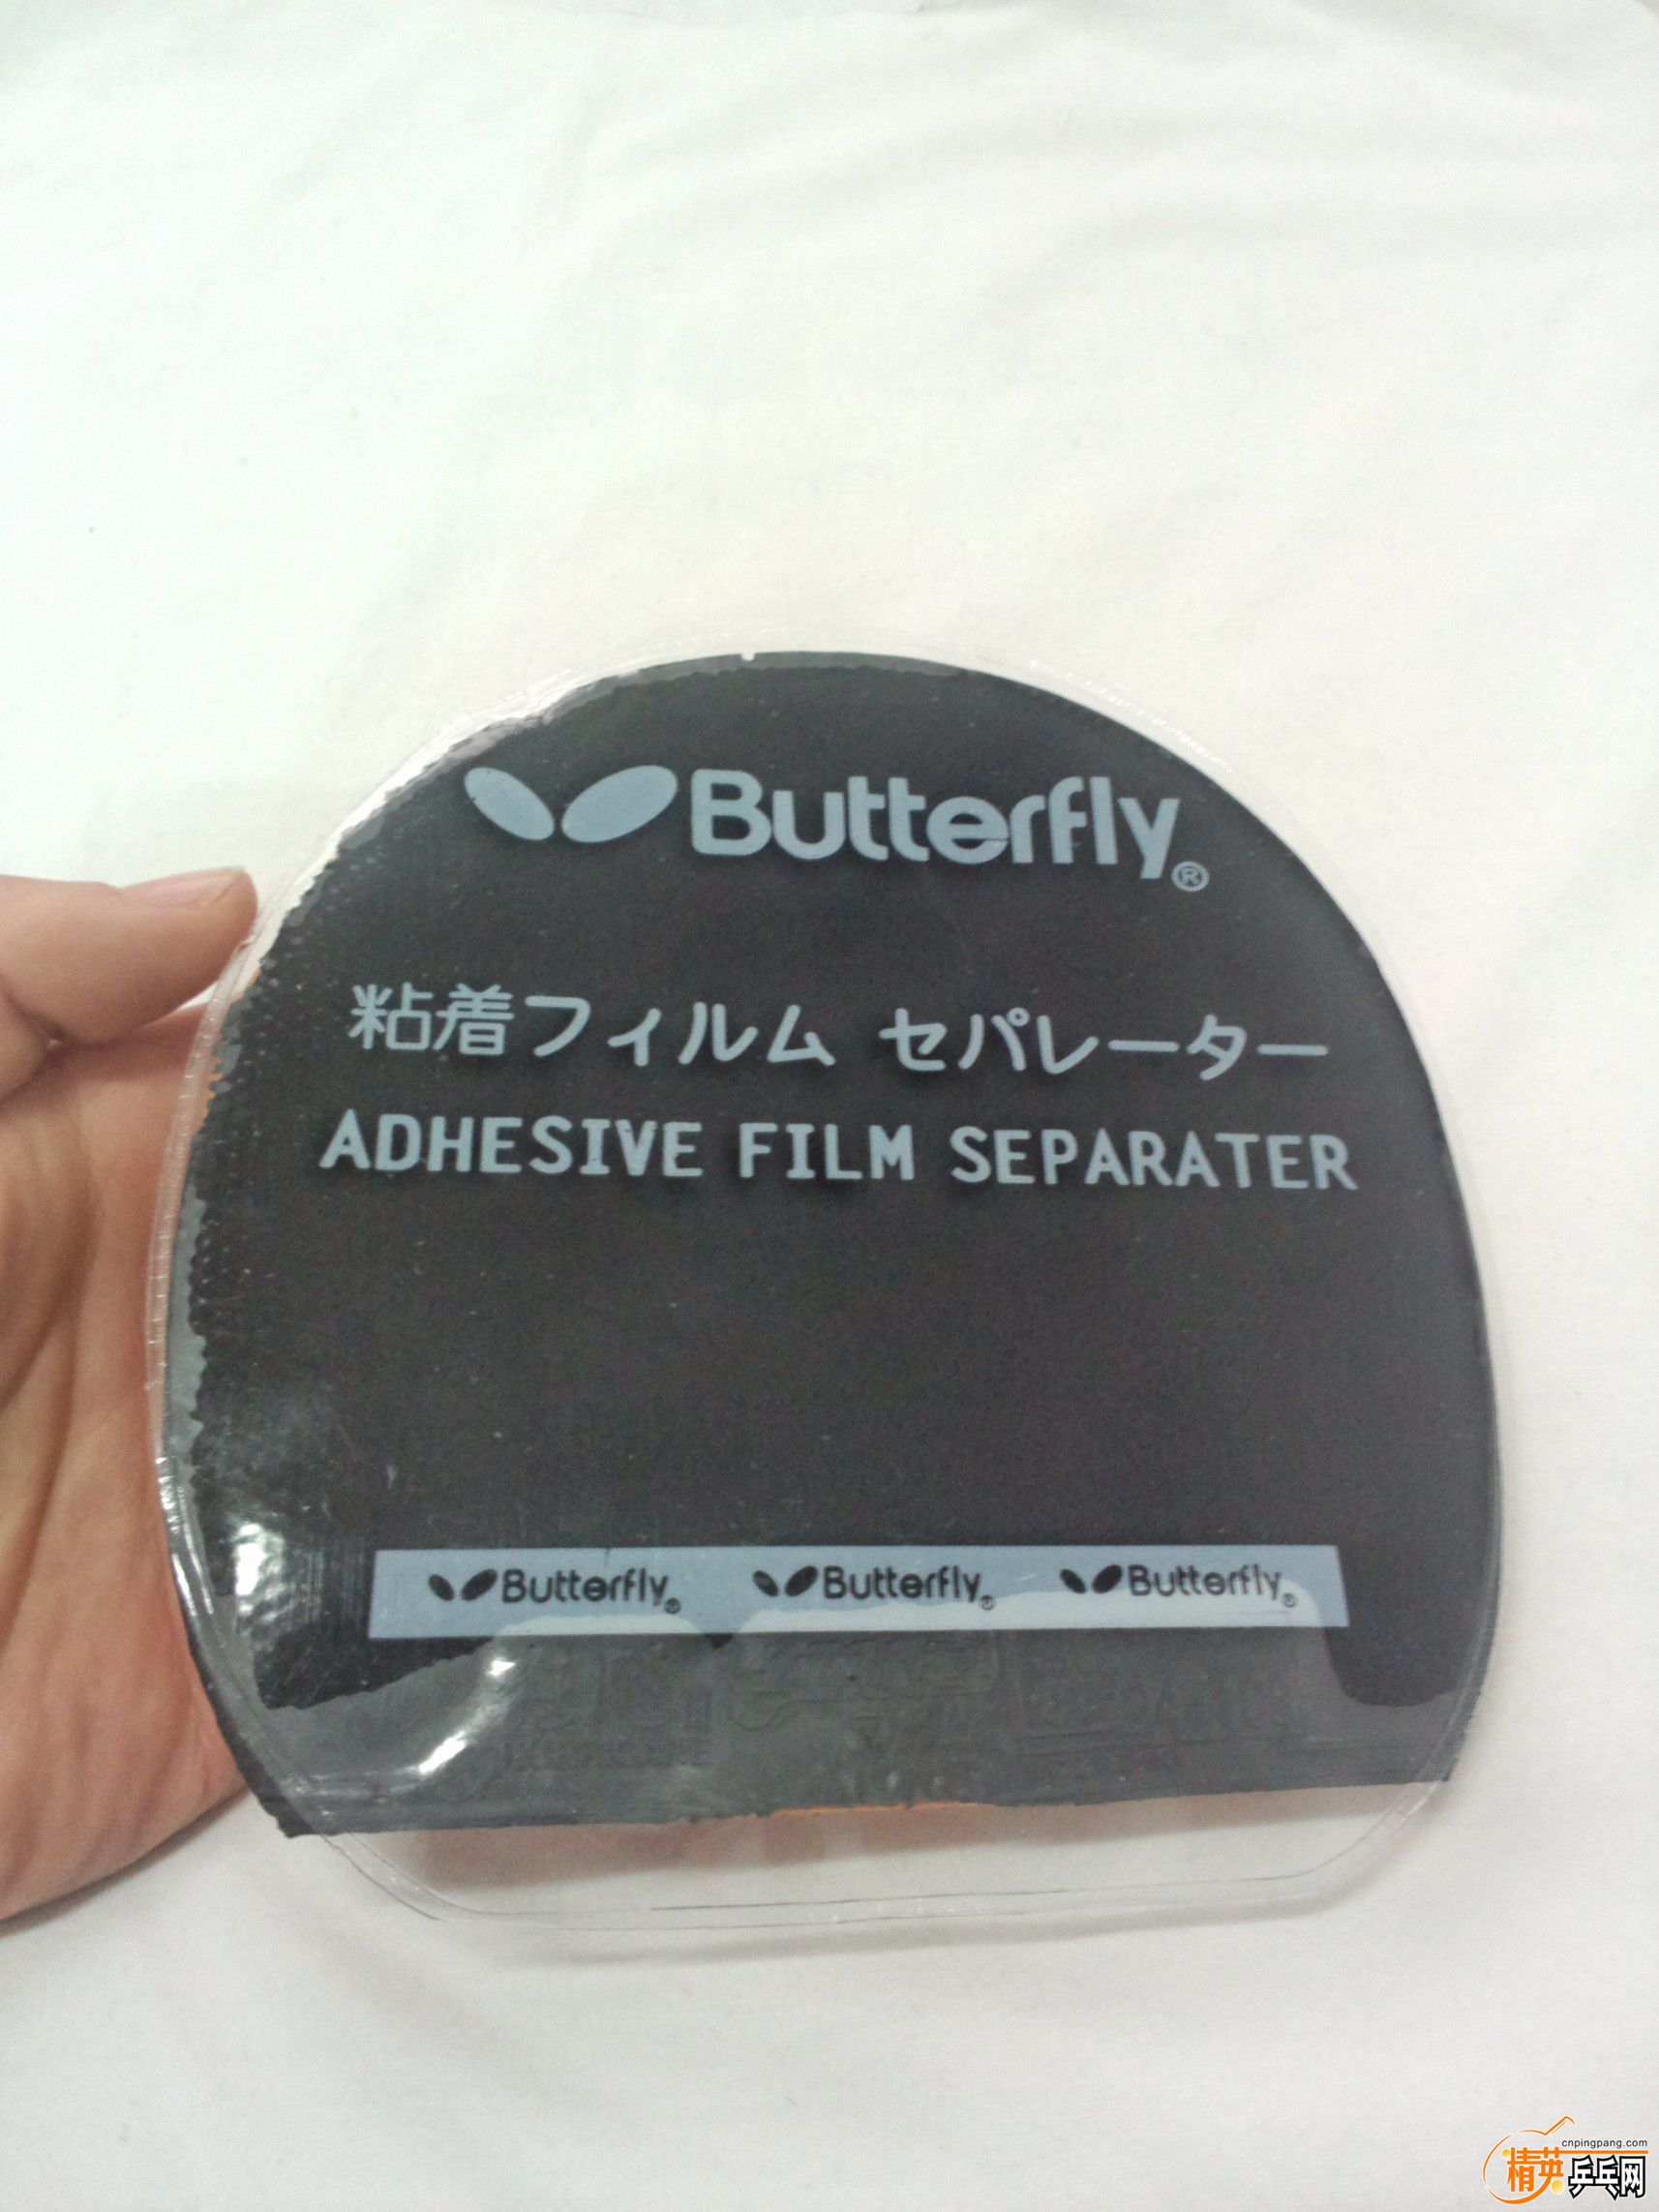 Butterfly®
粘着フィルム セパレーター
ADHESIVE FILM SEPARATER
Butterfly® Butterfly® Butterfly®
cnpingpang.com
精英乒乓网